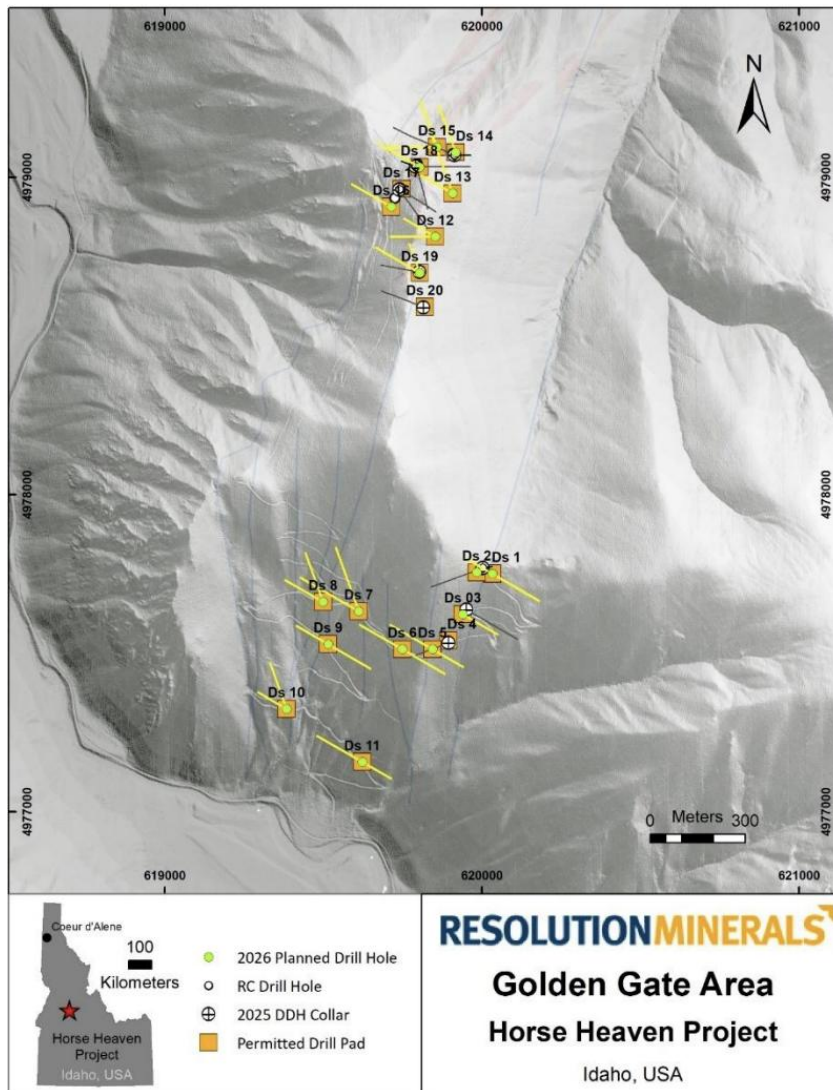 619000 620000 621000
N
Ds 15
Ds 14
Ds 18
Ds 17
Ds 13
Ds 16
Ds 12
Ds 19
Ds 20
4979000
4979000
4978000
4978000
Ds 2 Ds 1
Ds 8
Ds 7
Ds 03
Ds 4
Ds 9
Ds 6 Ds 5
Ds 10
Ds 11
4977000
4977000
0 Meters 300
619000 620000 621000
Coeur d'Alene
100
Kilometers
Horse Heaven
Project
Idaho, USA
2026 Planned Drill Hole
RC Drill Hole
2025 DDH Collar
Permitted Drill Pad
RESOLUTIONMINERALS
Golden Gate Area
Horse Heaven Project
Idaho, USA